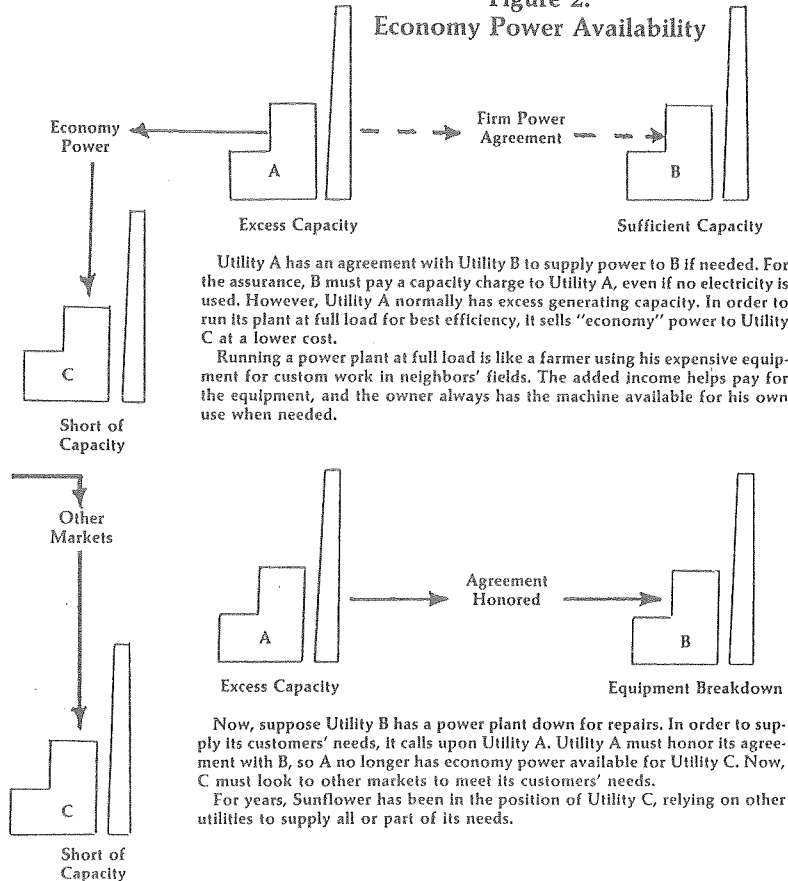 Figure 2.
Economy Power Availability
Economy
Power
A
Firm Power
Agreement
B
Excess Capacity
Sufficient Capacity
C
Short of
Capacity
Utility A has an agreement with Utility B to supply power to B if needed. For
the assurance, B must pay a capacity charge to Utility A, even if no electricity is
used. However, Utility A normally has excess generating capacity. In order to
run its plant at full load for best efficiency, it sells "economy" power to Utility
C at a lower cost.
Running a power plant at full load is like a farmer using his expensive equip-
ment for custom work in neighbors' fields. The added income helps pay for
the equipment, and the owner always has the machine available for his own
use when needed.
Other
Markets
A
Agreement
Honored
B
Excess Capacity
Equipment Breakdown
C
Short of
Capacity
Now, suppose Utility B has a power plant down for repairs. In order to sup-
ply its customers' needs, it calls upon Utility A. Utility A must honor its agree-
ment with B, so A no longer has economy power available for Utility C. Now,
C must look to other markets to meet its customers' needs.
For years, Sunflower has been in the position of Utility C, relying on other
utilities to supply all or part of its needs.